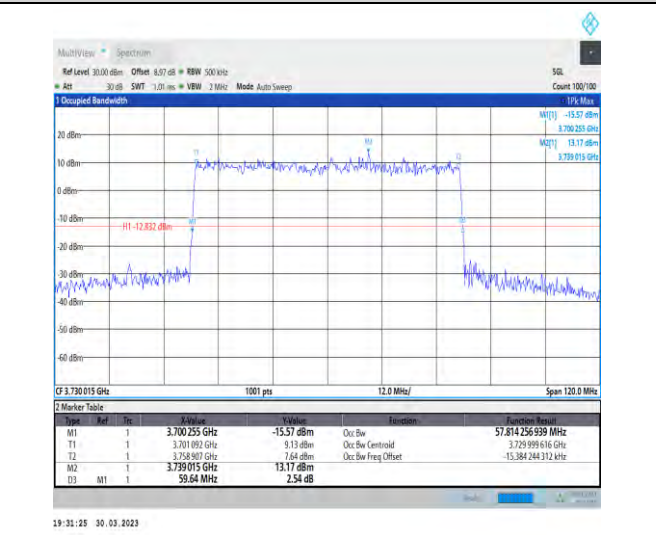 MultiView Spectrum
Ref Level 30.00 dBm Offset 8.97 dB RBW 500 kHz SGL
Att 30 dB SWT 1.01 ms VBW 2 MHz Mode Auto Sweep Count 100/100
1 Occupied Bandwidth 1Pk Max
M1[1] -15.57 dBm
3.700 255 GHz
M2[1] 13.17 dBm
3.739 015 GHz
20 dBm
M2
T1
T2
10 dBm
0 dBm
-10 dBm
M1
D3
H1 -12.832 dBm
-20 dBm
-30 dBm
-40 dBm
-50 dBm
-60 dBm
CF 3.730 015 GHz 1001 pts 12.0 MHz/ Span 120.0 MHz
2 Marker Table
Type Ref Trc X-Value Y-Value Function Function Result
M1 1 3.700 255 GHz -15.57 dBm Occ Bw 57.814 256 939 MHz
T1 1 3.701 092 GHz 9.13 dBm Occ Bw Centroid 3.729 999 616 GHz
T2 1 3.758 907 GHz 7.64 dBm Occ Bw Freq Offset -15.384 244 312 kHz
M2 1 3.739 015 GHz 13.17 dBm
D3 M1 1 59.64 MHz 2.54 dB
19:31:25 30.03.2023